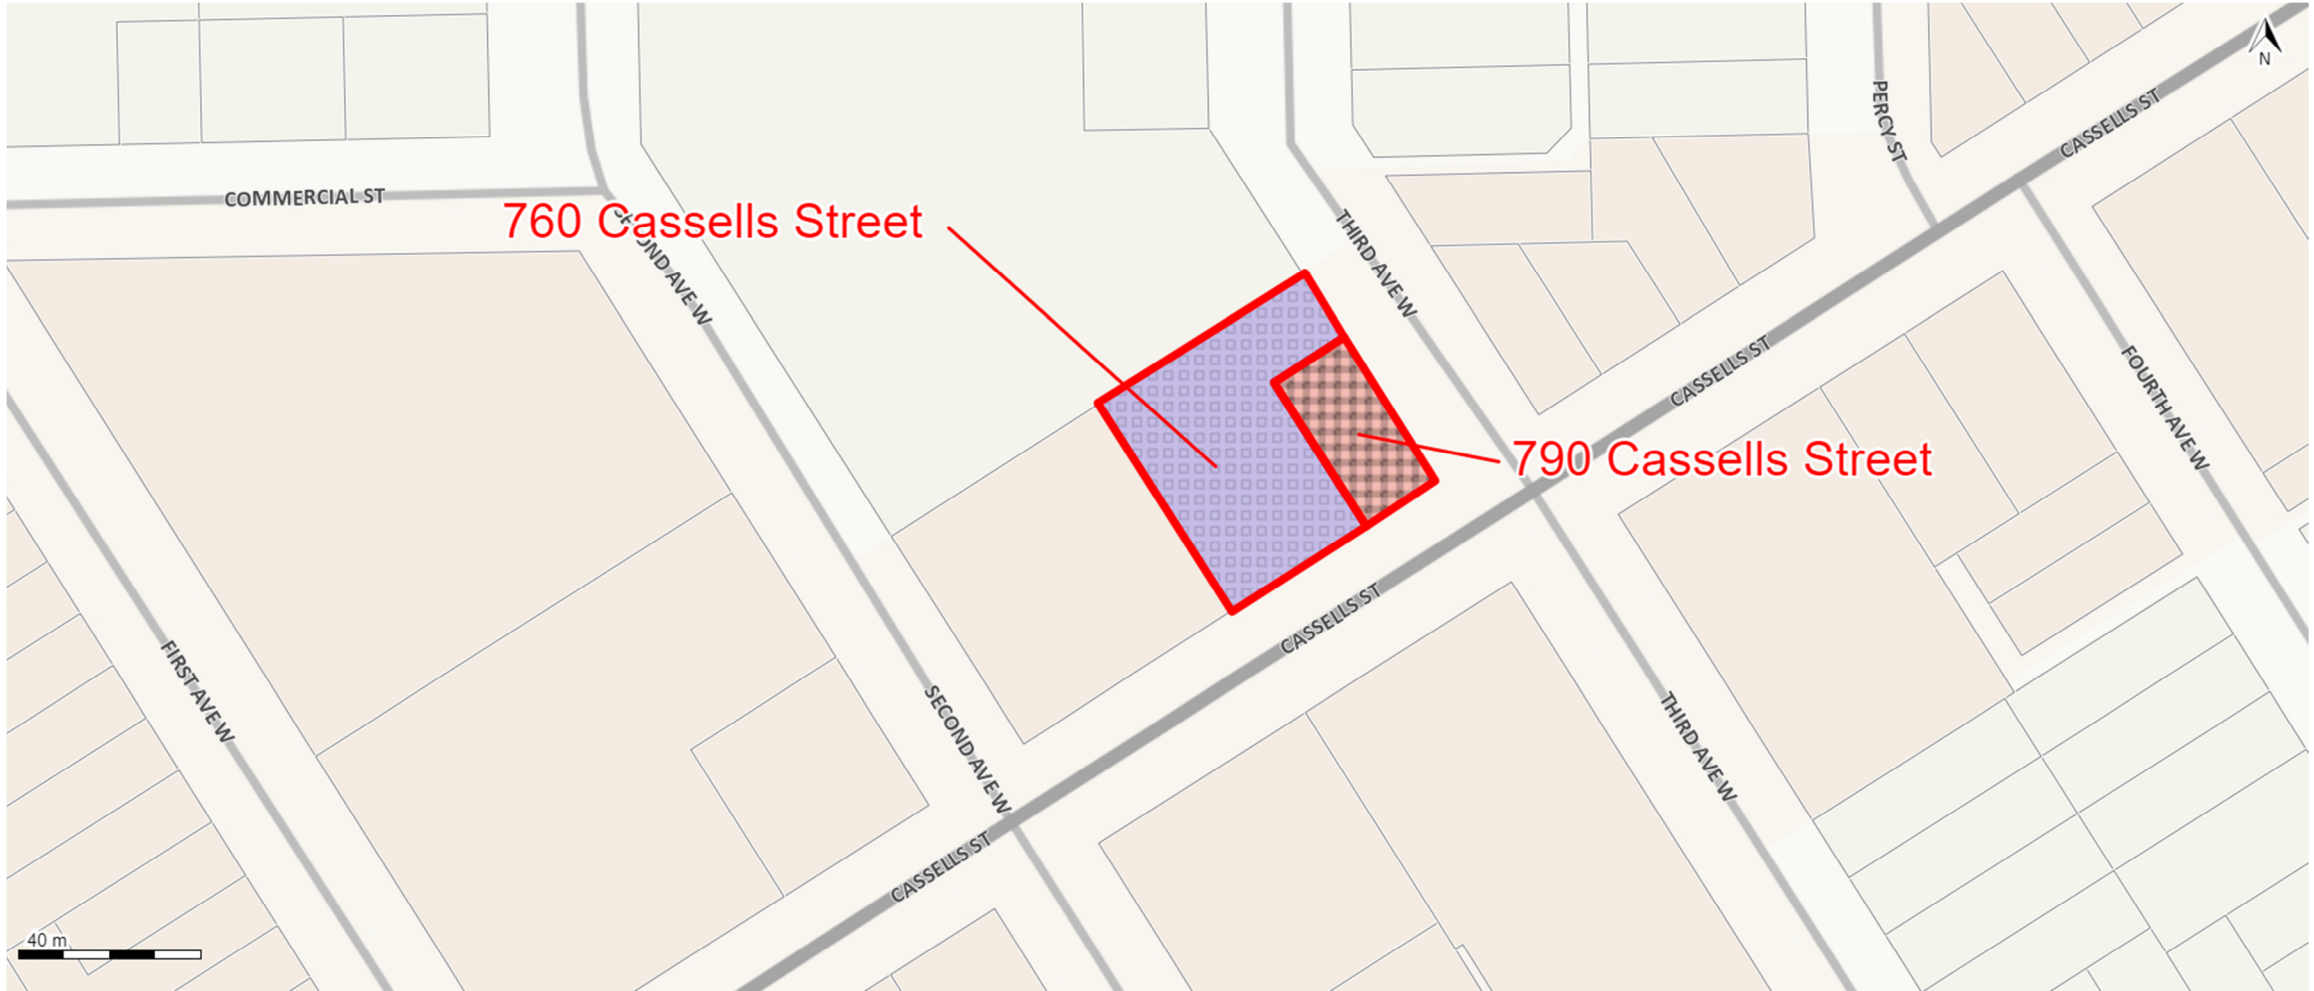 N
PERCY ST
CASSELLS ST
COMMERCIAL ST
760 Cassells Street
SECOND AVE W
THIRD AVE W
CASSELLS ST
FOURTH AVE W
790 Cassells Street
CASSELLS ST
FIRST AVE W
SECOND AVE W
THIRD AVE W
CASSELLS ST
40 m